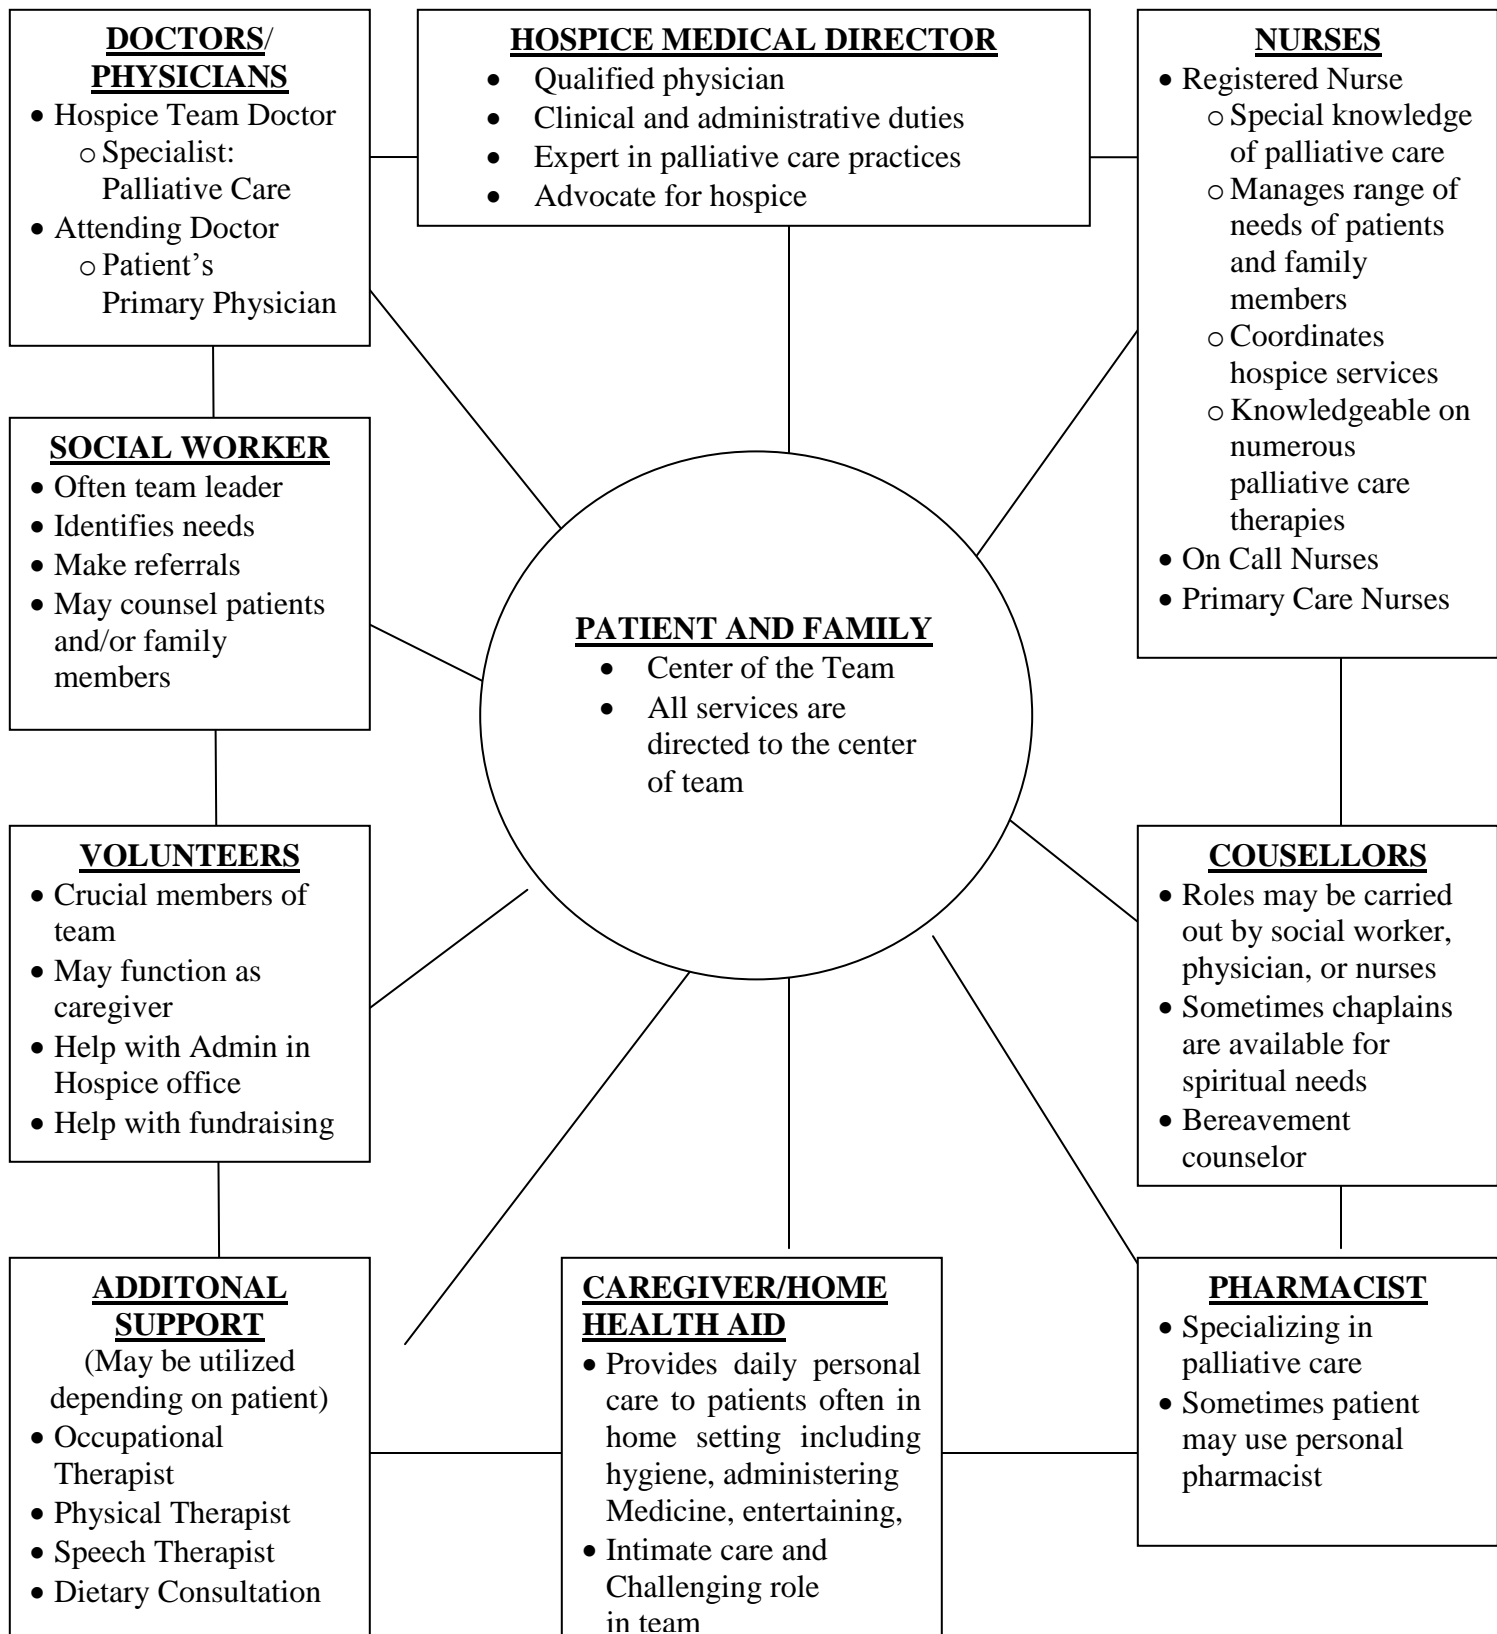 DOCTORS/
PHYSICIANS
• Hospice Team Doctor
o Specialist:
Palliative Care
• Attending Doctor
o Patient’s
Primary Physician
HOSPICE MEDICAL DIRECTOR
• Qualified physician
• Clinical and administrative duties
• Expert in palliative care practices
• Advocate for hospice
NURSES
• Registered Nurse
o Special knowledge
of palliative care
o Manages range of
needs of patients
and family
members
o Coordinates
hospice services
o Knowledgeable on
numerous
palliative care
therapies
• On Call Nurses
• Primary Care Nurses
SOCIAL WORKER
• Often team leader
• Identifies needs
• Make referrals
• May counsel patients
and/or family
members
PATIENT AND FAMILY
• Center of the Team
• All services are
directed to the center
of team
VOLUNTEERS
• Crucial members of
team
• May function as
caregiver
• Help with Admin in
Hospice office
• Help with fundraising
COUSELLORS
• Roles may be carried
out by social worker,
physician, or nurses
• Sometimes chaplains
are available for
spiritual needs
• Bereavement
counselor
ADDITONAL
SUPPORT
(May be utilized
depending on patient)
• Occupational
Therapist
• Physical Therapist
• Speech Therapist
• Dietary Consultation
CAREGIVER/HOME
HEALTH AID
• Provides daily personal
care to patients often in
home setting including
hygiene, administering
Medicine, entertaining,
• Intimate care and
Challenging role
in team
PHARMACIST
• Specializing in
palliative care
• Sometimes patient
may use personal
pharmacist